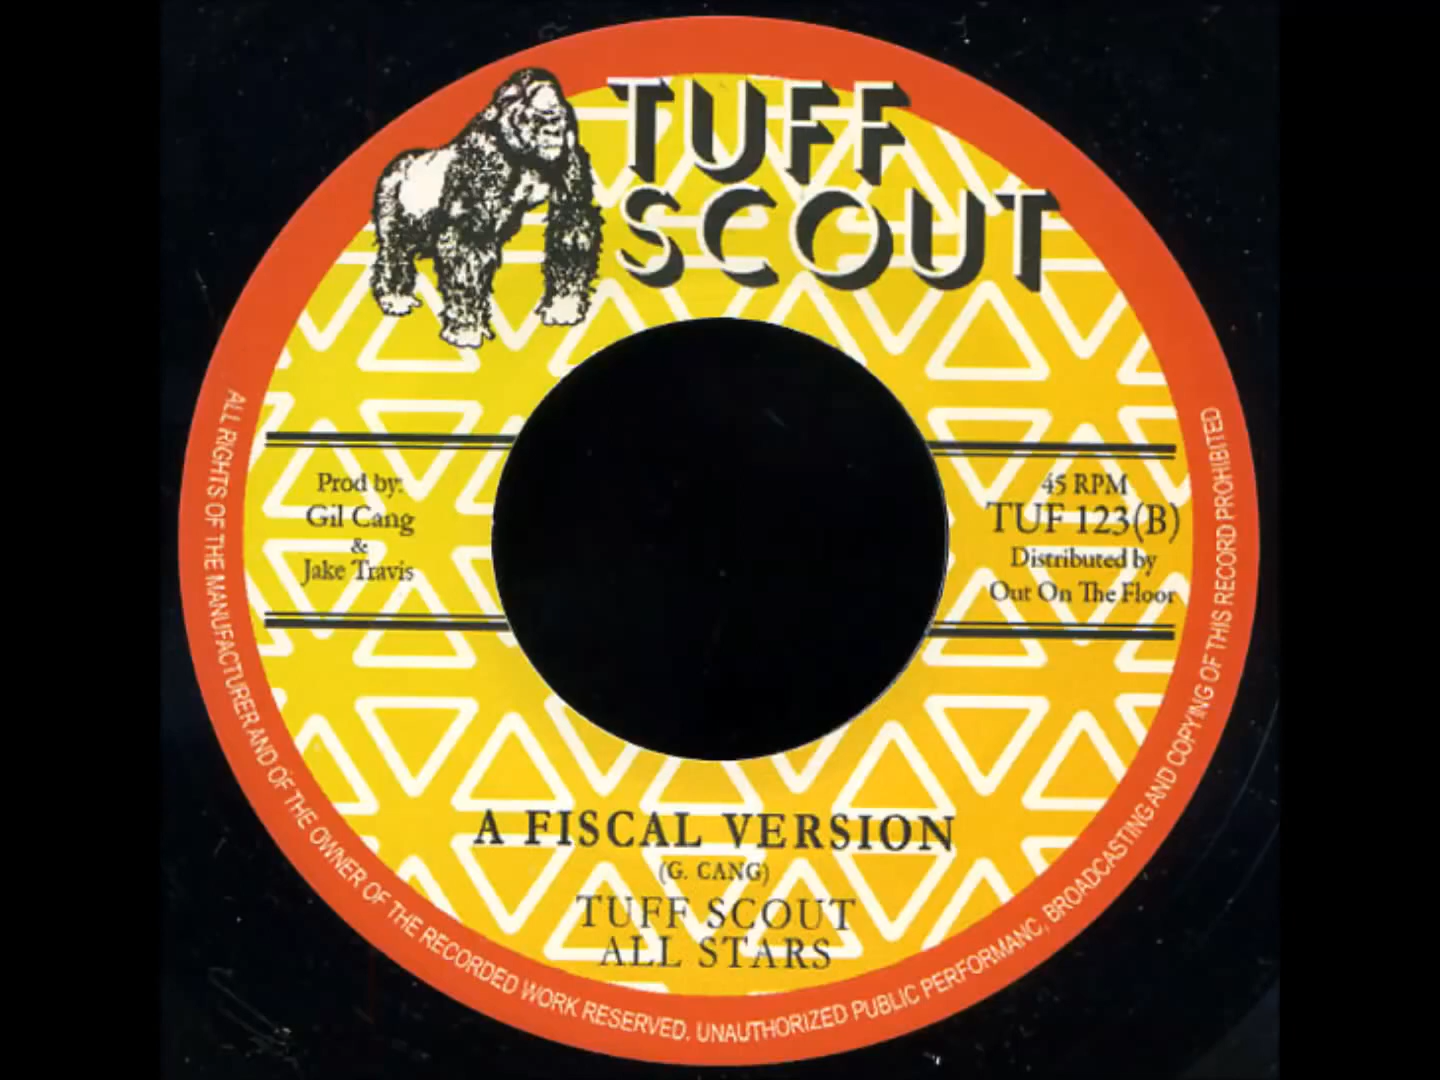 TUFF
SCOUT
Prod by:
Gil Cang
&
Jake Travis
45 RPM
TUF 123(B)
Distributed by
Out On The Floor
A FISCAL VERSION
(G. CANG)
TUFF SCOUT
ALL STARS
ALL RIGHTS OF THE MANUFACTURER AND OF THE OWNER OF THE RECORDED WORK RESERVED. UNAUTHORIZED PUBLIC PERFORMANC, BROADCASTING AND COPYING OF THIS RECORD PROHIBITED